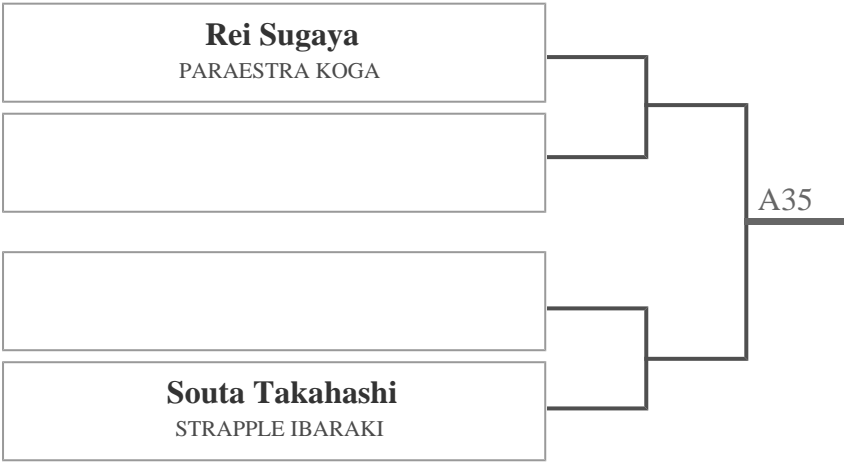 Rei Sugaya
PARAESTRA KOGA
A35
Souta Takahashi
STRAPPLE IBARAKI